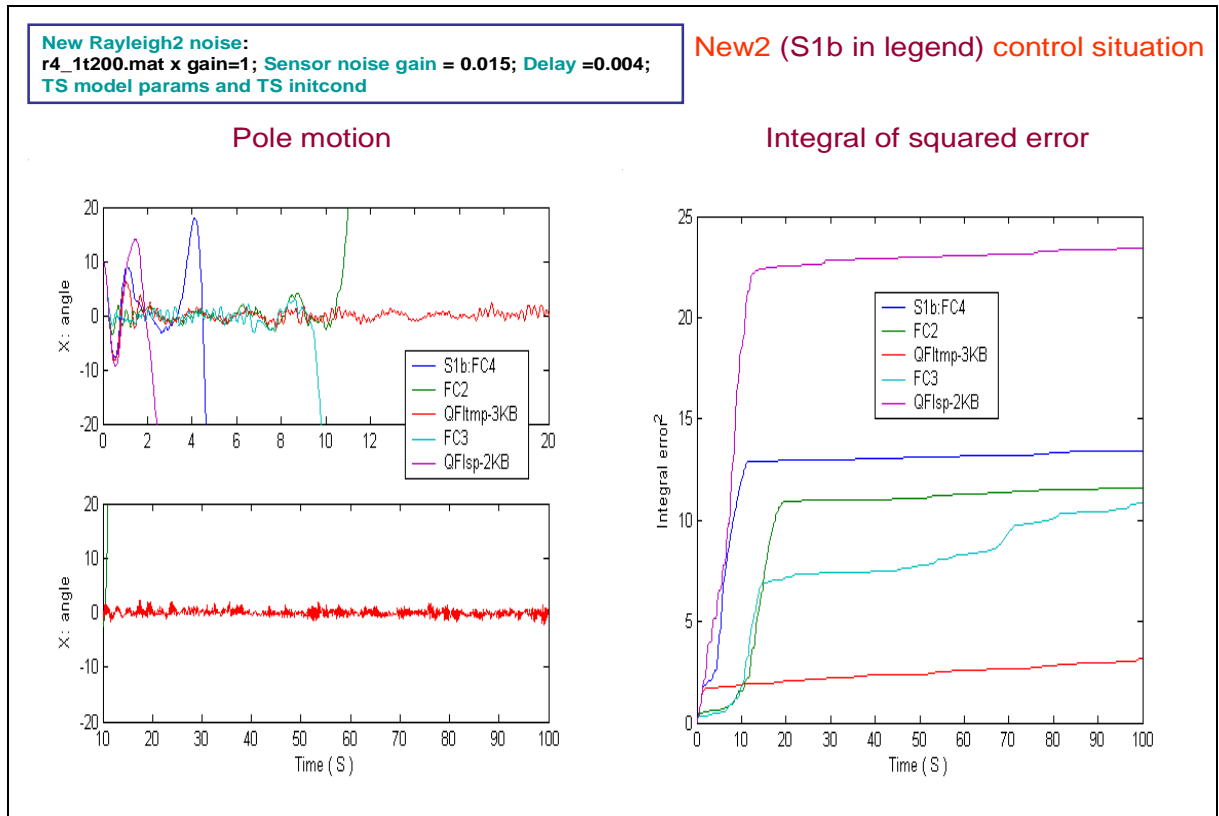 New Rayleigh2 noise:
r4_1t200.mat x gain=1; Sensor noise gain = 0.015; Delay =0.004;
TS model params and TS initcond
New2 (S1b in legend) control situation
Pole motion
Integral of squared error
20
10
0
-10
-20
X: angle
0 2 4 6 8 10 12 20
S1b:FC4
FC2
QFItmp-3KB
FC3
QFIsp-2KB
20
10
0
-10
-20
X: angle
10 20 30 40 50 60 70 80 90 100
Time ( S )
25
20
15
10
5
0
Integral error²
S1b:FC4
FC2
QFItmp-3KB
FC3
QFIsp-2KB
0 10 20 30 40 50 60 70 80 90 100
Time ( S )